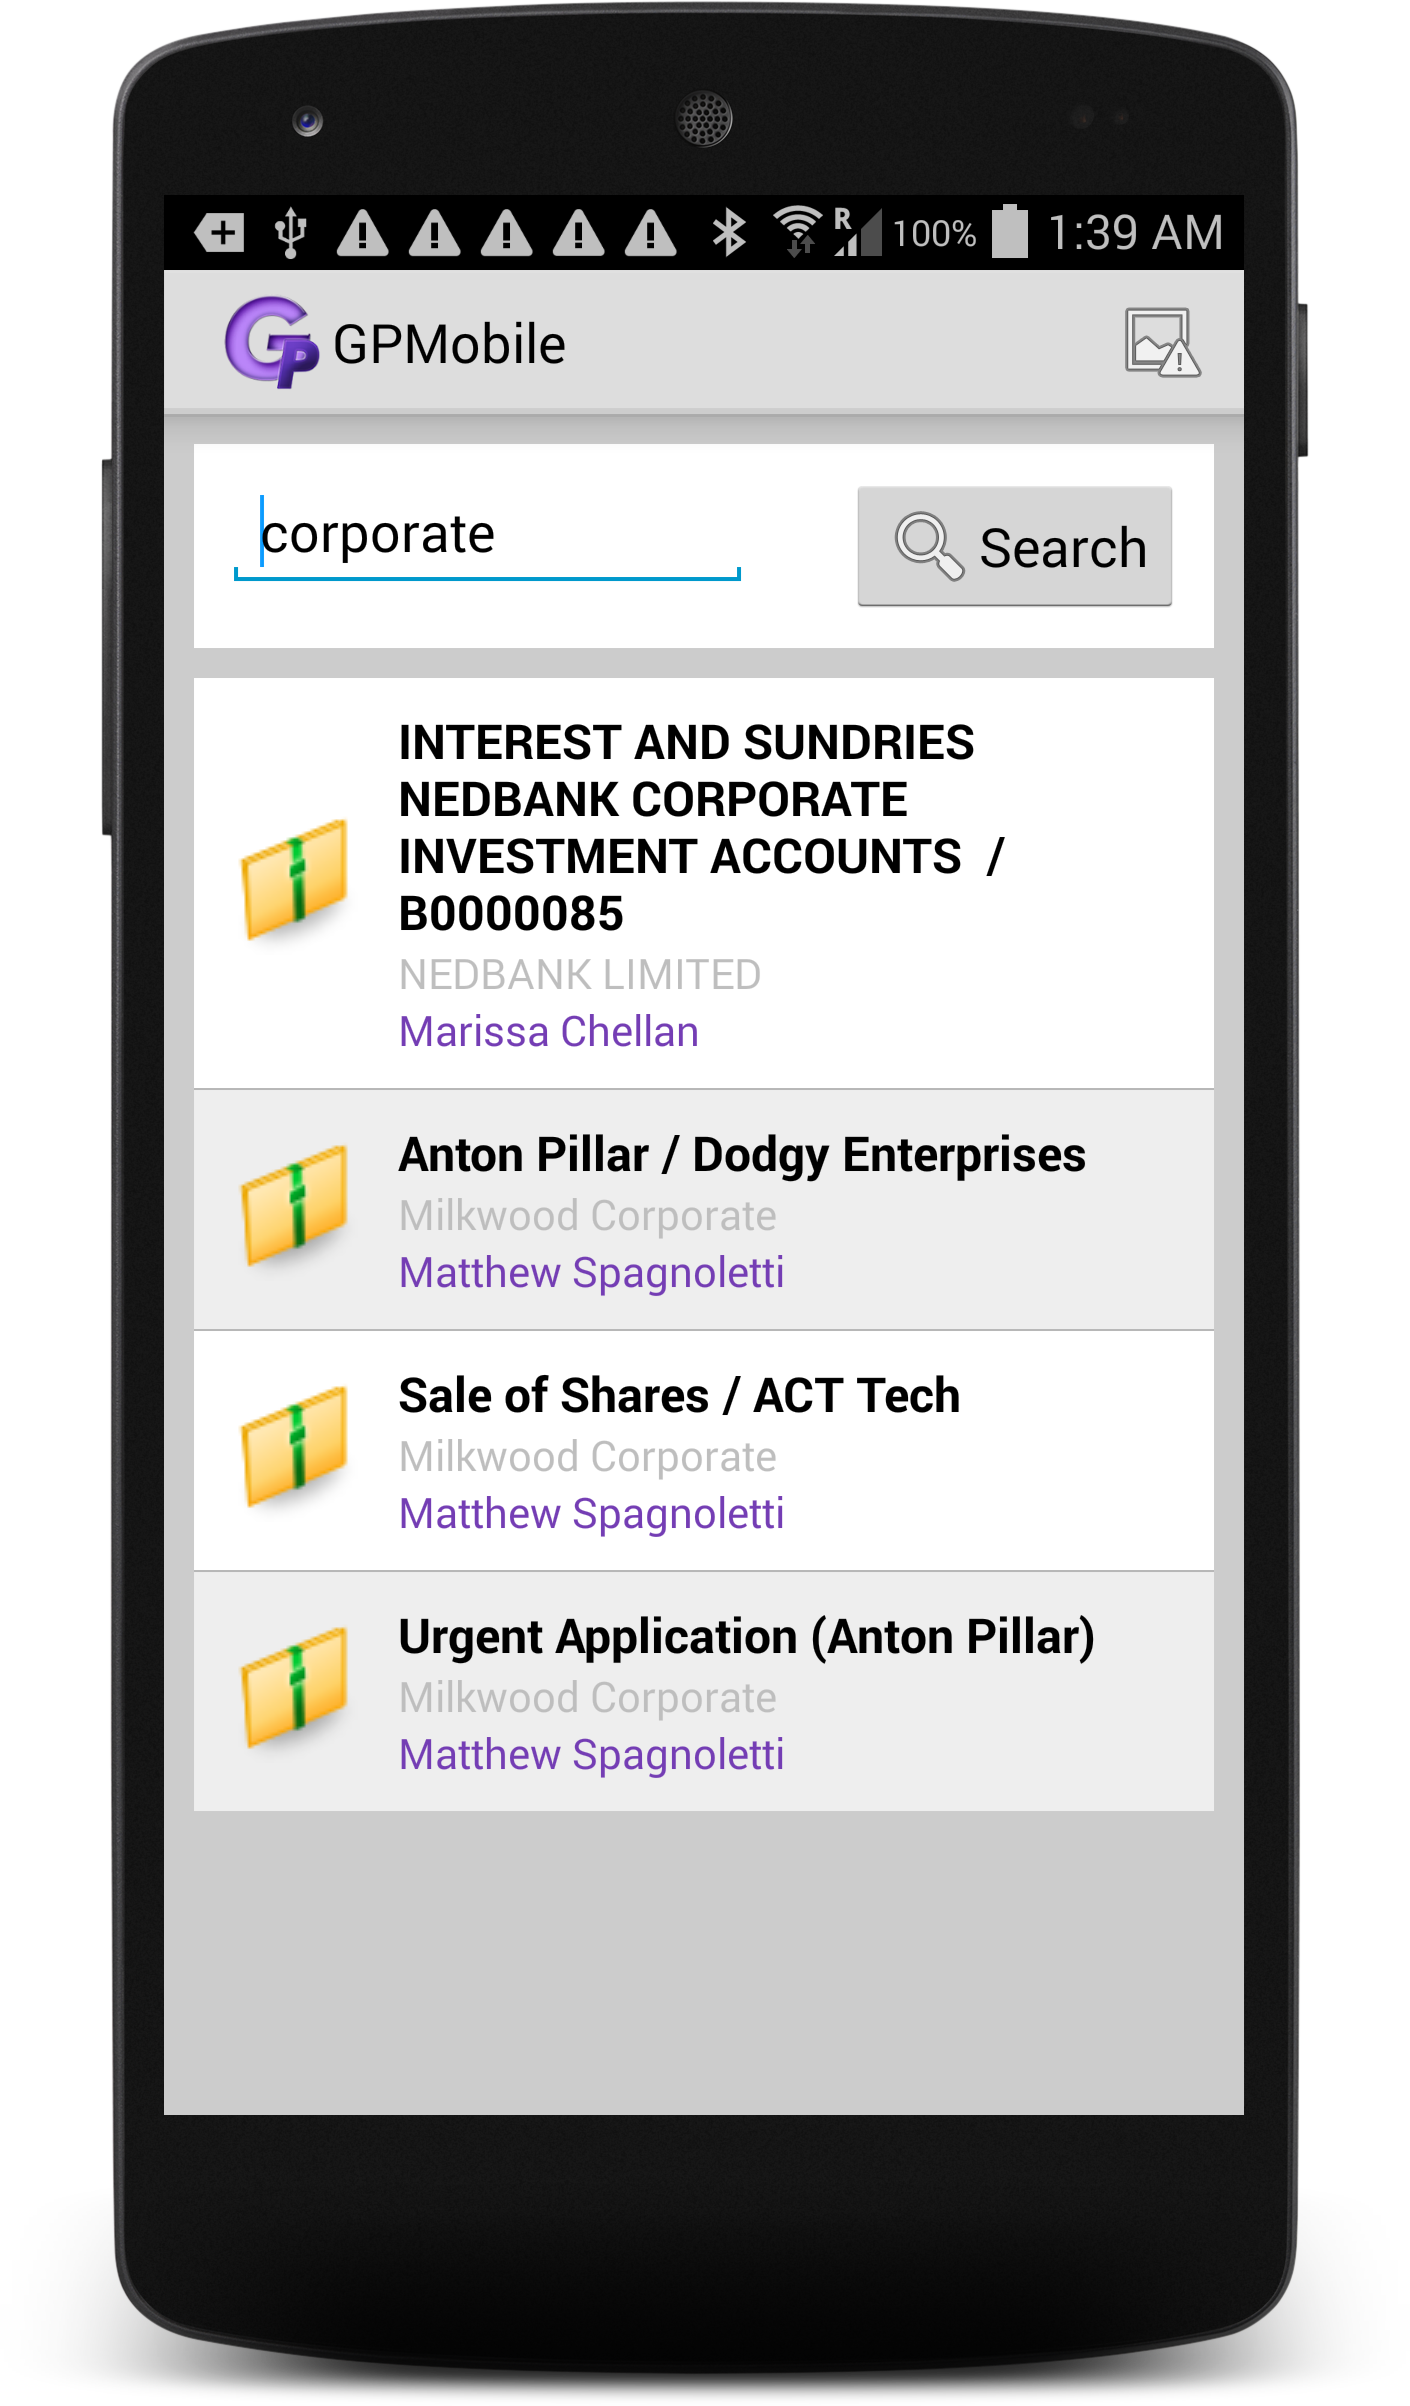 R 100% 1:39 AM
GP GPMobile
corporate
Search
INTEREST AND SUNDRIES
NEDBANK CORPORATE
INVESTMENT ACCOUNTS  /
B0000085
NEDBANK LIMITED
Marissa Chellan
Anton Pillar / Dodgy Enterprises
Milkwood Corporate
Matthew Spagnoletti
Sale of Shares / ACT Tech
Milkwood Corporate
Matthew Spagnoletti
Urgent Application (Anton Pillar)
Milkwood Corporate
Matthew Spagnoletti